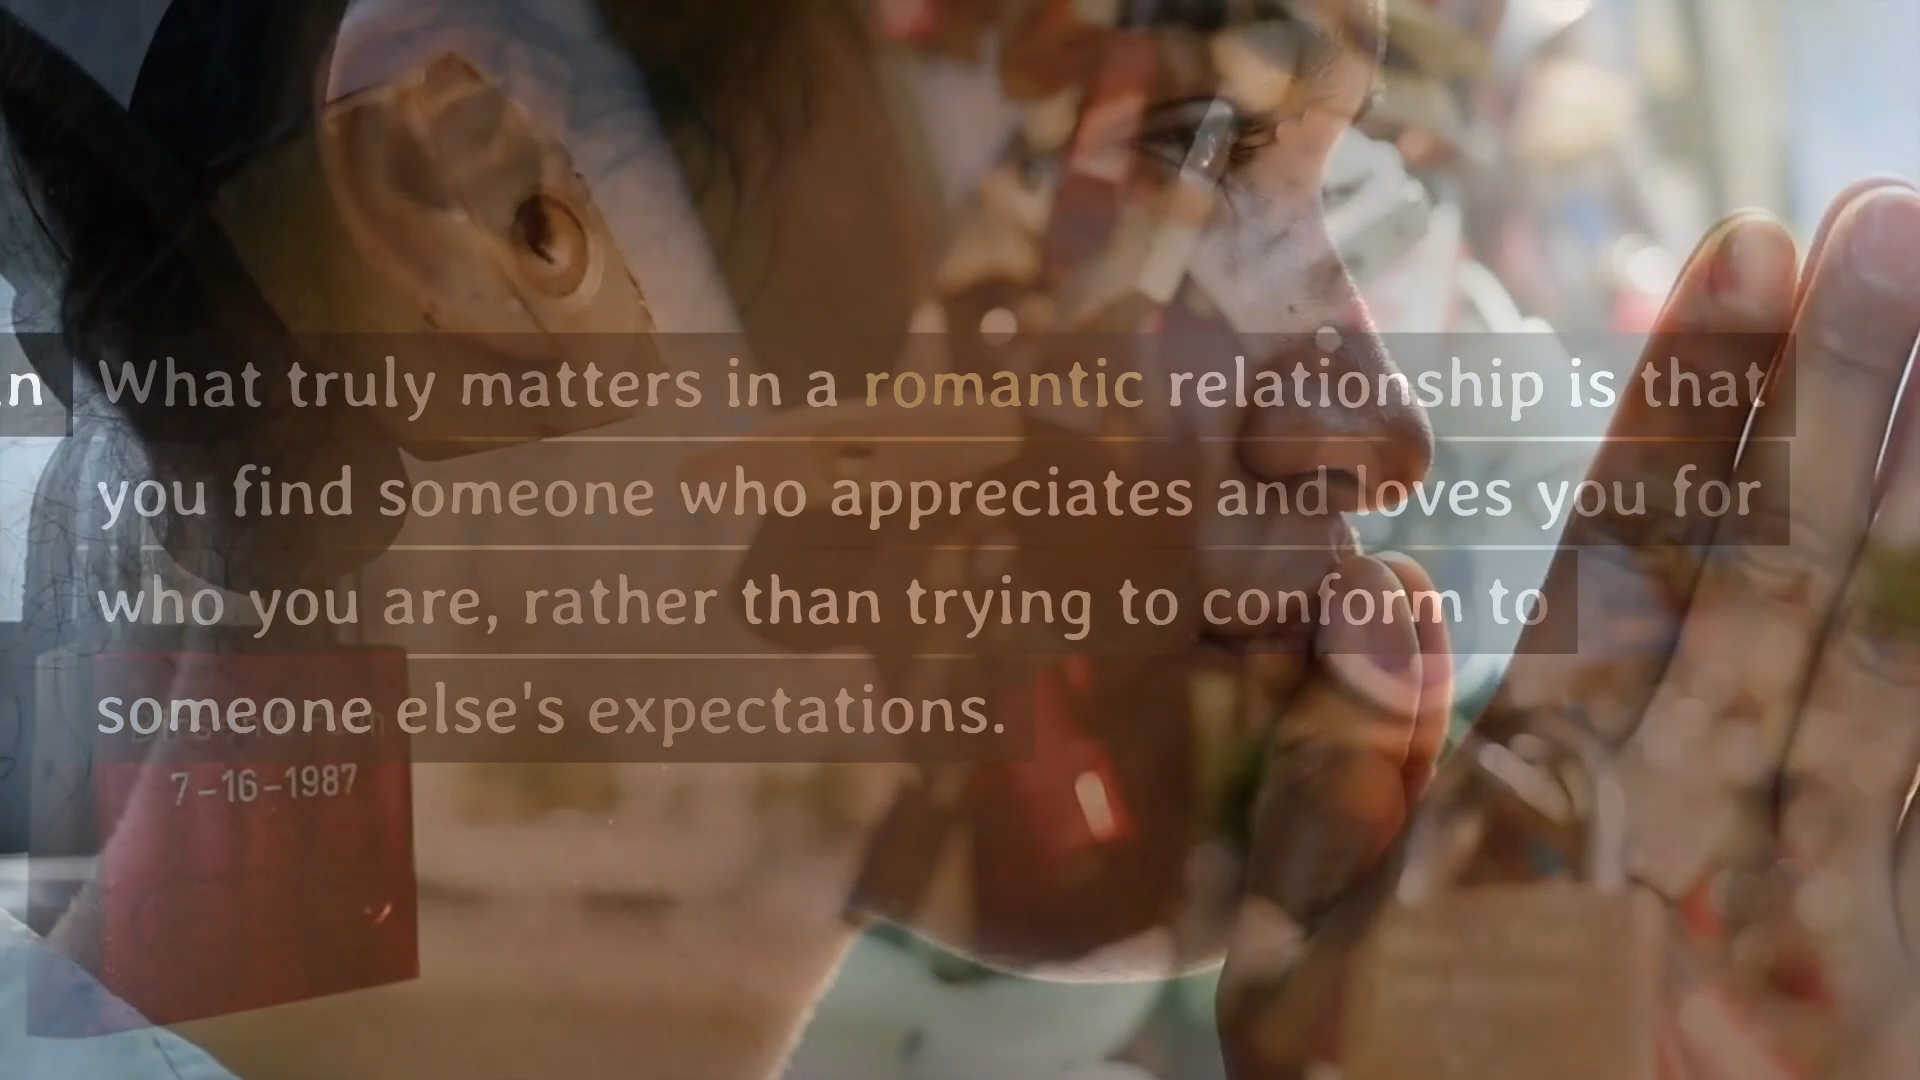 What truly matters in a romantic relationship is that
you find someone who appreciates and loves you for
who you are, rather than trying to conform to
someone else's expectations.
7-16-1987